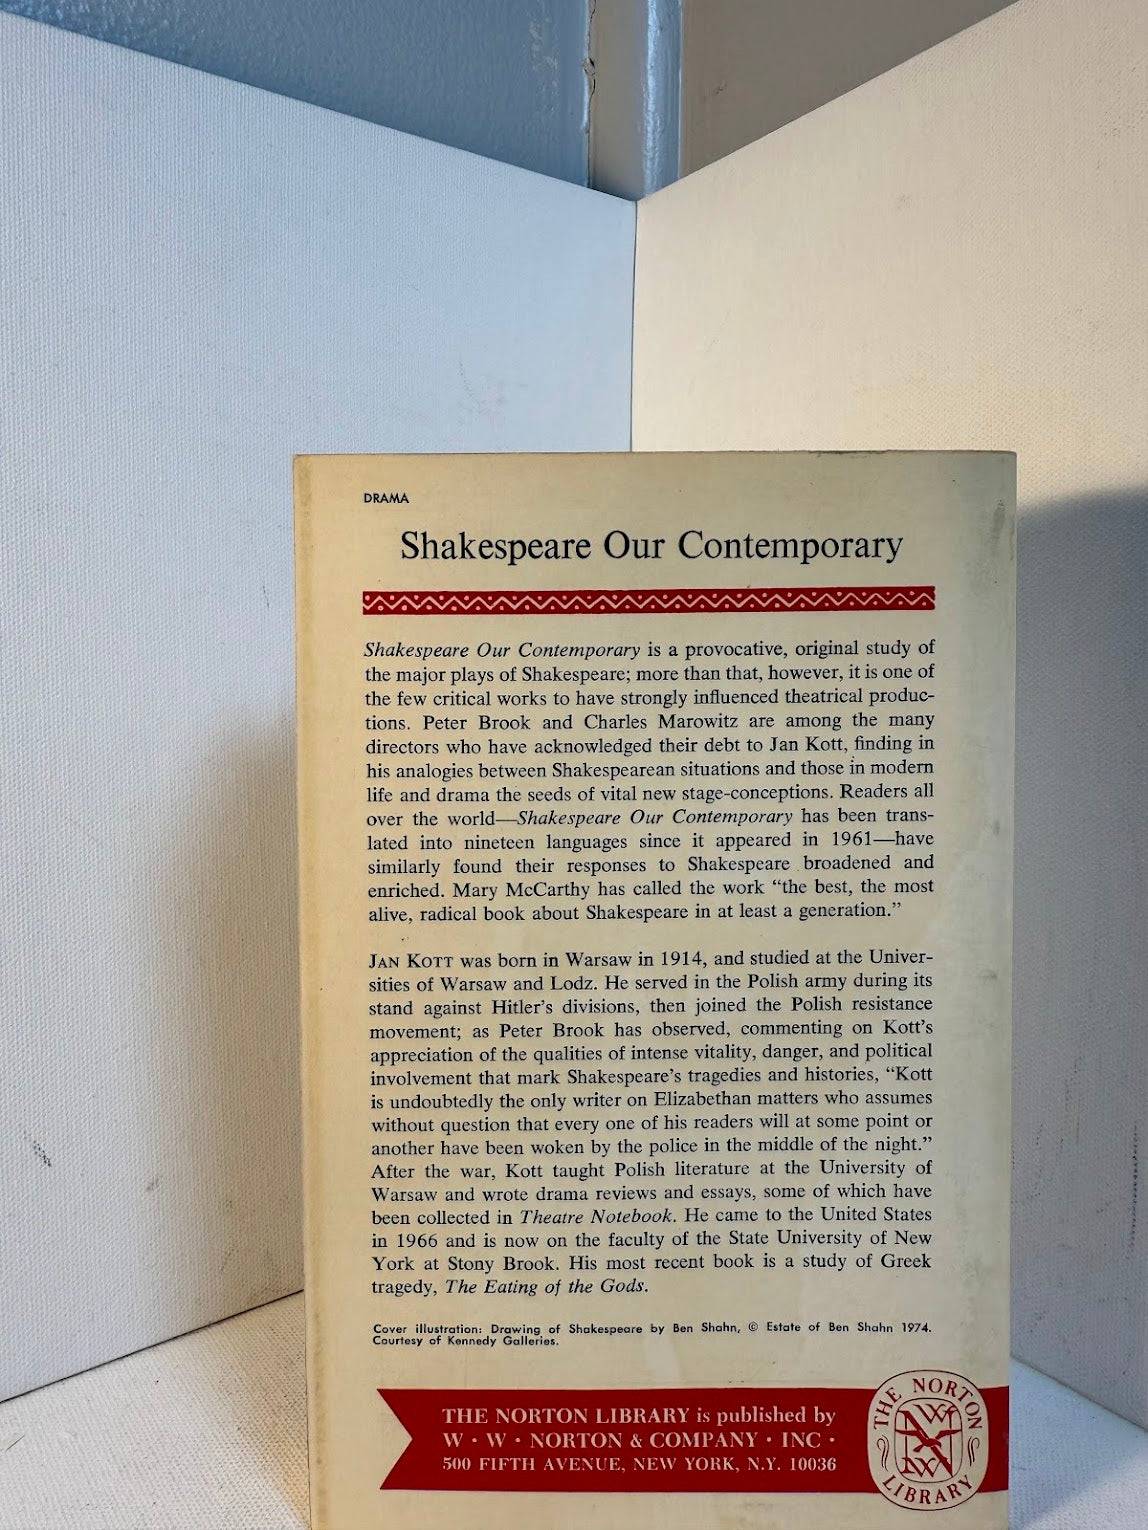 DRAMA
Shakespeare Our Contemporary
Shakespeare Our Contemporary is a provocative, original study of
the major plays of Shakespeare; more than that, however, it is one of
the few critical works to have strongly influenced theatrical produc-
tions. Peter Brook and Charles Marowitz are among the many
directors who have acknowledged their debt to Jan Kott, finding in
his analogies between Shakespearean situations and those in modern
life and drama the seeds of vital new stage-conceptions. Readers all
over the world—Shakespeare Our Contemporary has been trans-
lated into nineteen languages since it appeared in 1961—have
similarly found their responses to Shakespeare broadened and
enriched. Mary McCarthy has called the work “the best, the most
alive, radical book about Shakespeare in at least a generation.”
JAN KOTT was born in Warsaw in 1914, and studied at the Univer-
sities of Warsaw and Lodz. He served in the Polish army during its
stand against Hitler’s divisions, then joined the Polish resistance
movement; as Peter Brook has observed, commenting on Kott’s
appreciation of the qualities of intense vitality, danger, and political
involvement that mark Shakespeare’s tragedies and histories, “Kott
is undoubtedly the only writer on Elizabethan matters who assumes
without question that every one of his readers will at some point or
another have been woken by the police in the middle of the night.”
After the war, Kott taught Polish literature at the University of
Warsaw and wrote drama reviews and essays, some of which have
been collected in Theatre Notebook. He came to the United States
in 1966 and is now on the faculty of the State University of New
York at Stony Brook. His most recent book is a study of Greek
tragedy, The Eating of the Gods.
Cover illustration: Drawing of Shakespeare by Ben Shahn, © Estate of Ben Shahn 1974.
Courtesy of Kennedy Galleries.
THE NORTON LIBRARY is published by
W · W · NORTON & COMPANY · INC ·
500 FIFTH AVENUE, NEW YORK, N.Y. 10036
THE NORTON
WWN
LIBRARY